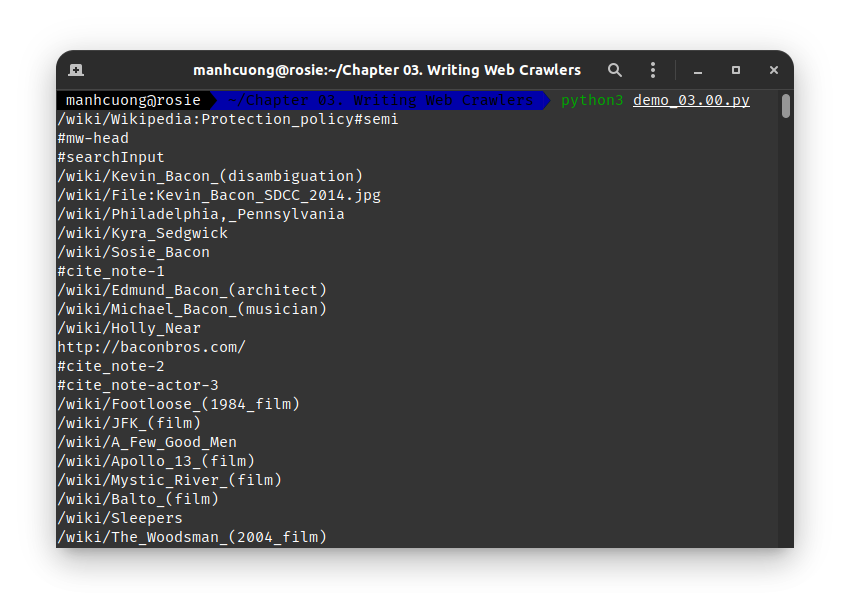 manhcuong@rosie:~/Chapter 03. Writing Web Crawlers
manhcuong@rosie ~/Chapter 03. Writing Web Crawlers python3 demo_03.00.py
/wiki/Wikipedia:Protection_policy#semi
#mw-head
#searchInput
/wiki/Kevin_Bacon_(disambiguation)
/wiki/File:Kevin_Bacon_SDCC_2014.jpg
/wiki/Philadelphia,_Pennsylvania
/wiki/Kyra_Sedgwick
/wiki/Sosie_Bacon
#cite_note-1
/wiki/Edmund_Bacon_(architect)
/wiki/Michael_Bacon_(musician)
/wiki/Holly_Near
http://baconbros.com/
#cite_note-2
#cite_note-actor-3
/wiki/Footloose_(1984_film)
/wiki/JFK_(film)
/wiki/A_Few_Good_Men
/wiki/Apollo_13_(film)
/wiki/Mystic_River_(film)
/wiki/Balto_(film)
/wiki/Sleepers
/wiki/The_Woodsman_(2004_film)